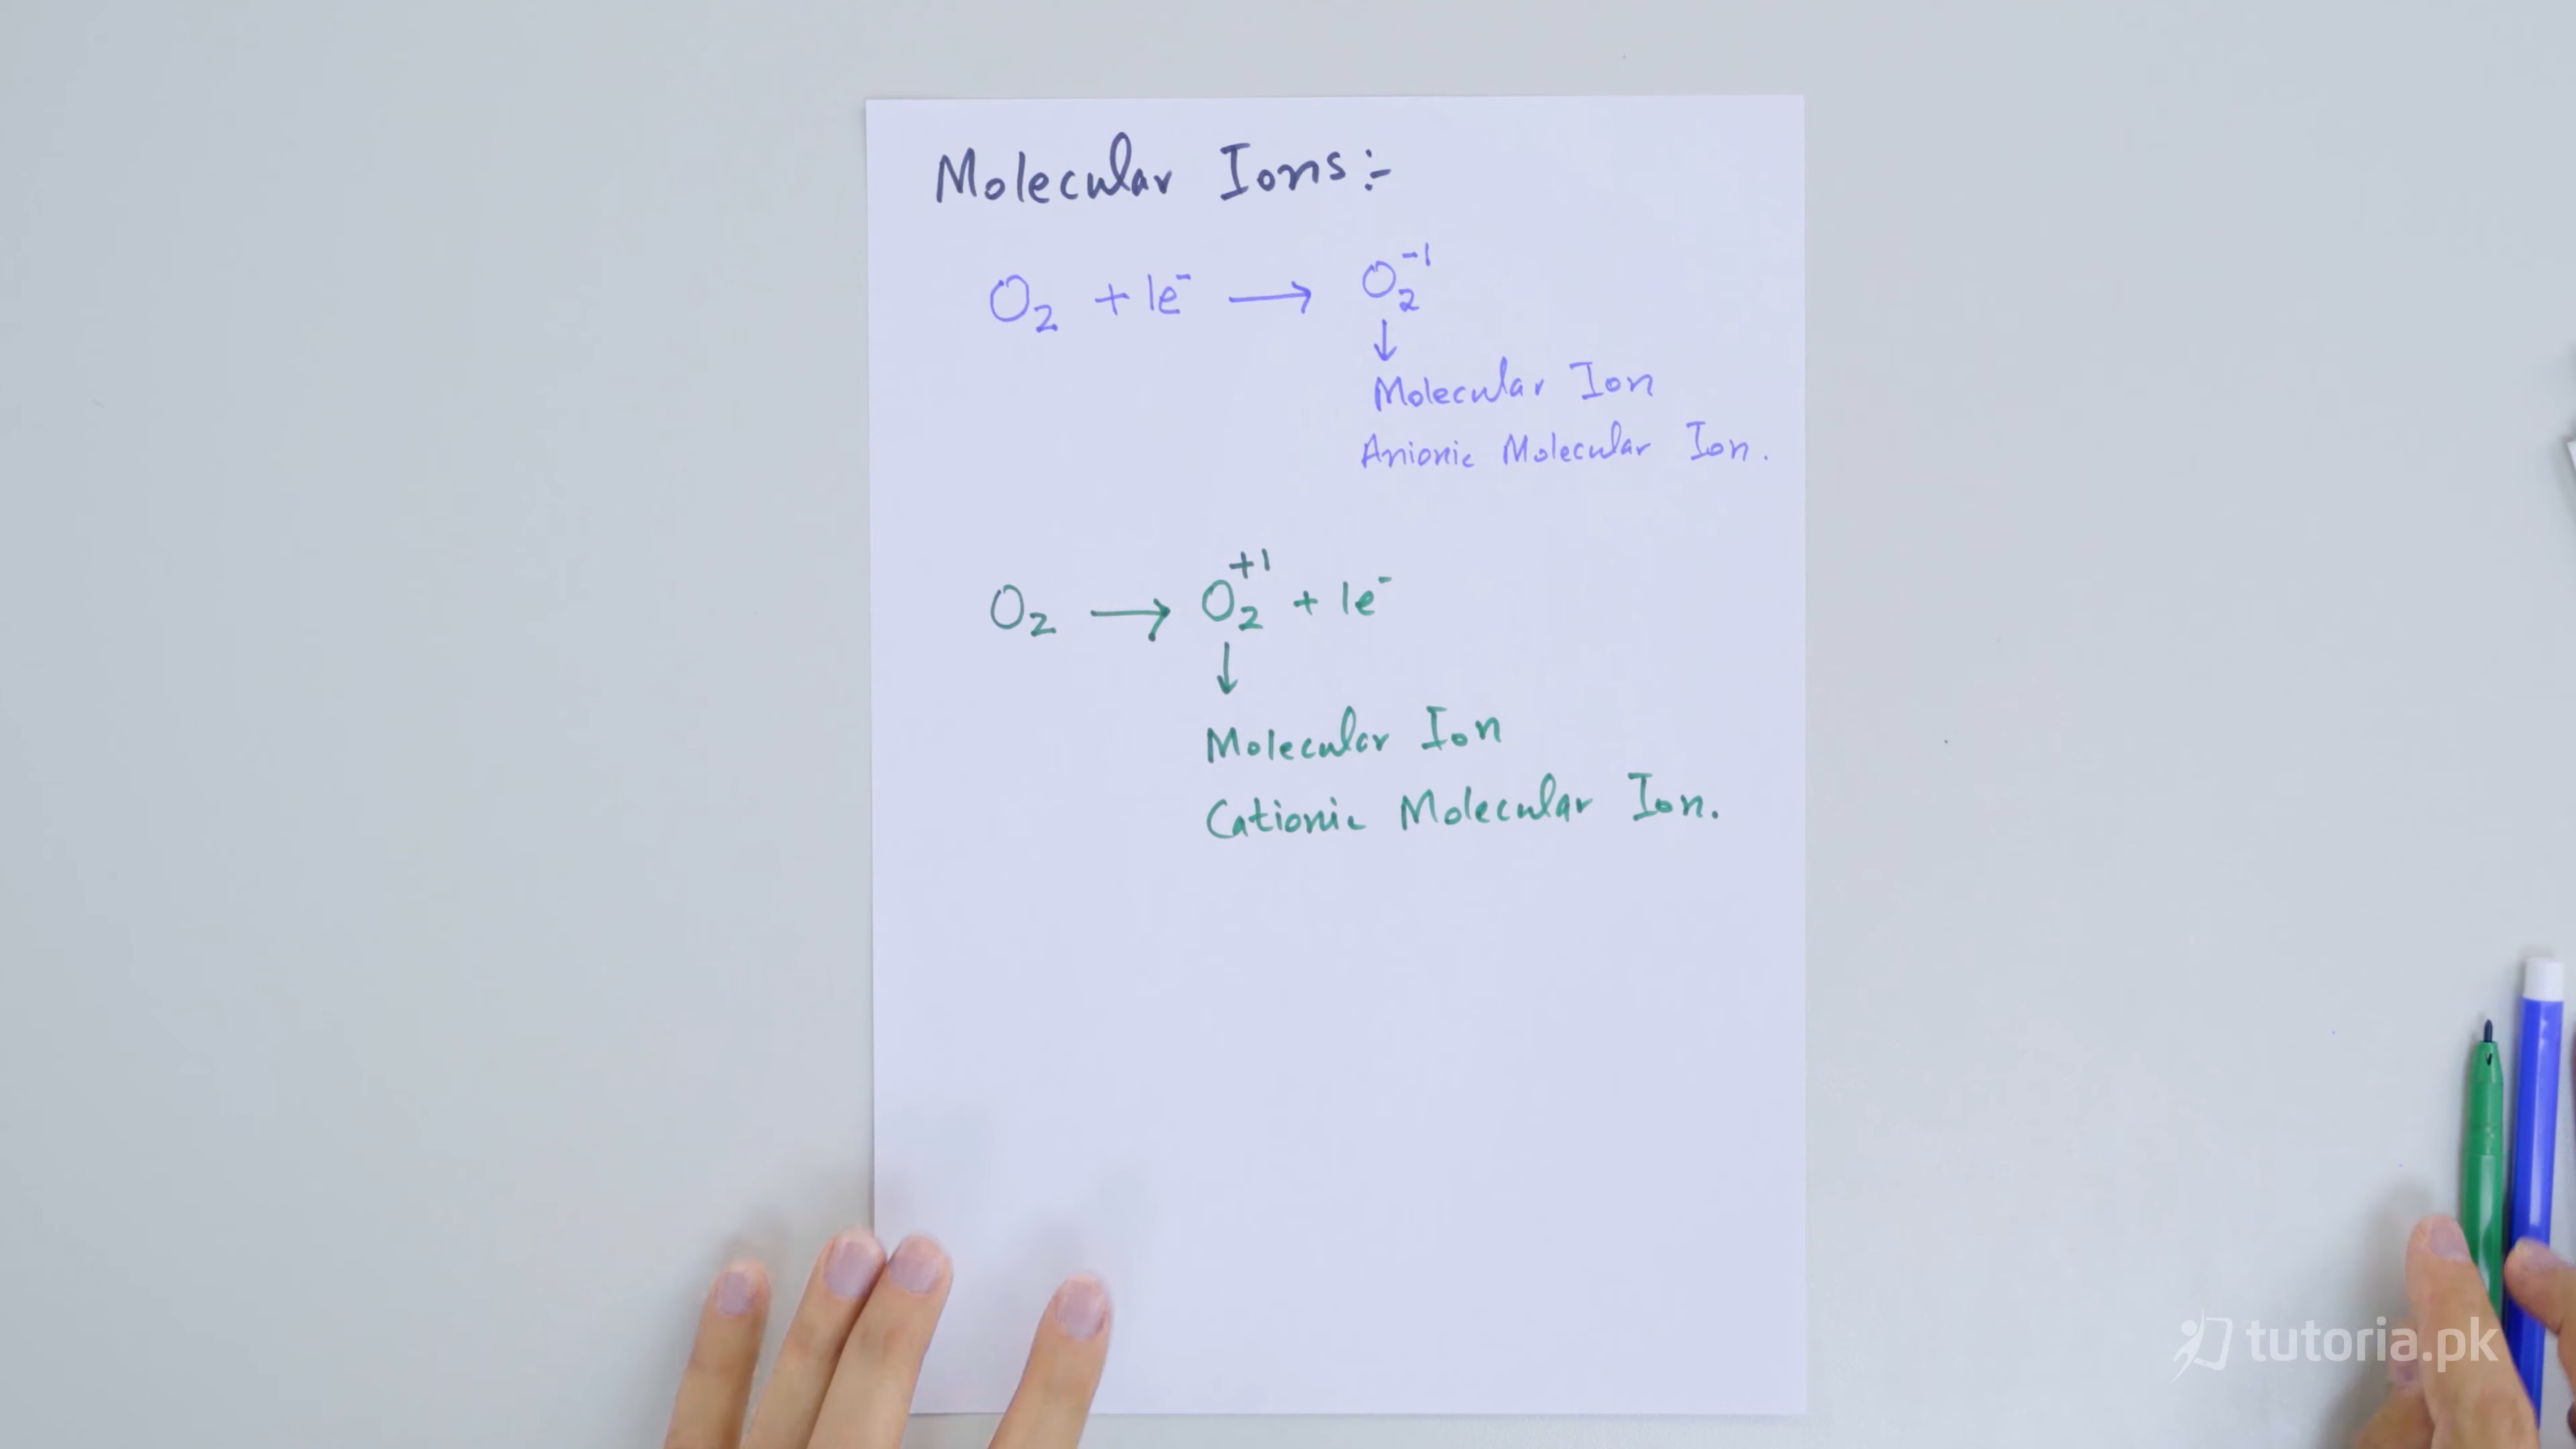 Molecular Ions:-
O₂ + 1e⁻ ⟶ O₂⁻¹
↓
Molecular Ion
Anionic Molecular Ion.
O₂ ⟶ O₂⁺¹ + 1e⁻
↓
Molecular Ion
Cationic Molecular Ion.
tutoria.pk